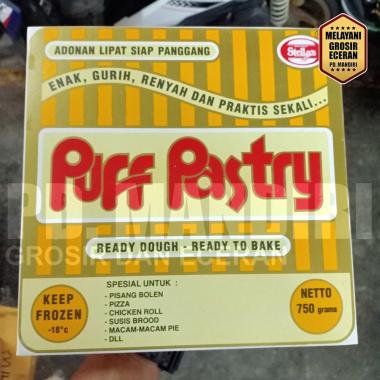 MELAYANI
GROSIR
ECERAN
PD. MANDIRI
ADONAN LIPAT SIAP PANGGANG
Stellas
ENAK, GURIH, RENYAH DAN PRAKTIS SEKALI...
Puff Pastry
PD. MANDIRI
GROSIR DAN ECERAN
READY DOUGH - READY TO BAKE
KEEP
FROZEN
-18°c
SPESIAL UNTUK :
- PISANG BOLEN
- PIZZA
- CHICKEN ROLL
- SUSIS BROOD
- MACAM-MACAM PIE
- DLL
NETTO
750 grams